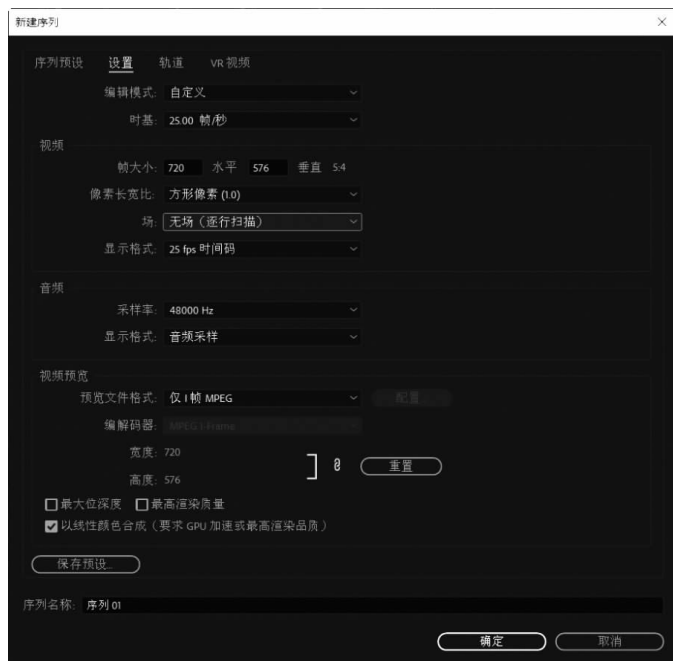 新建序列
序列预设 设置 轨道 VR 视频
编辑模式: 自定义
时基: 25.00 帧/秒
视频
帧大小: 720 水平 576 垂直 5:4
像素长宽比: 方形像素 (1.0)
场: 无场（逐行扫描）
显示格式: 25 fps 时间码
音频
采样率: 48000 Hz
显示格式: 音频采样
视频预览
预览文件格式: 仅 I 帧 MPEG 配置...
编解码器: MPEG I-Frame
宽度: 720
高度: 576
重置
最大位深度 最高渲染质量
以线性颜色合成（要求 GPU 加速或最高渲染品质）
保存预设...
序列名称: 序列 01
确定 取消